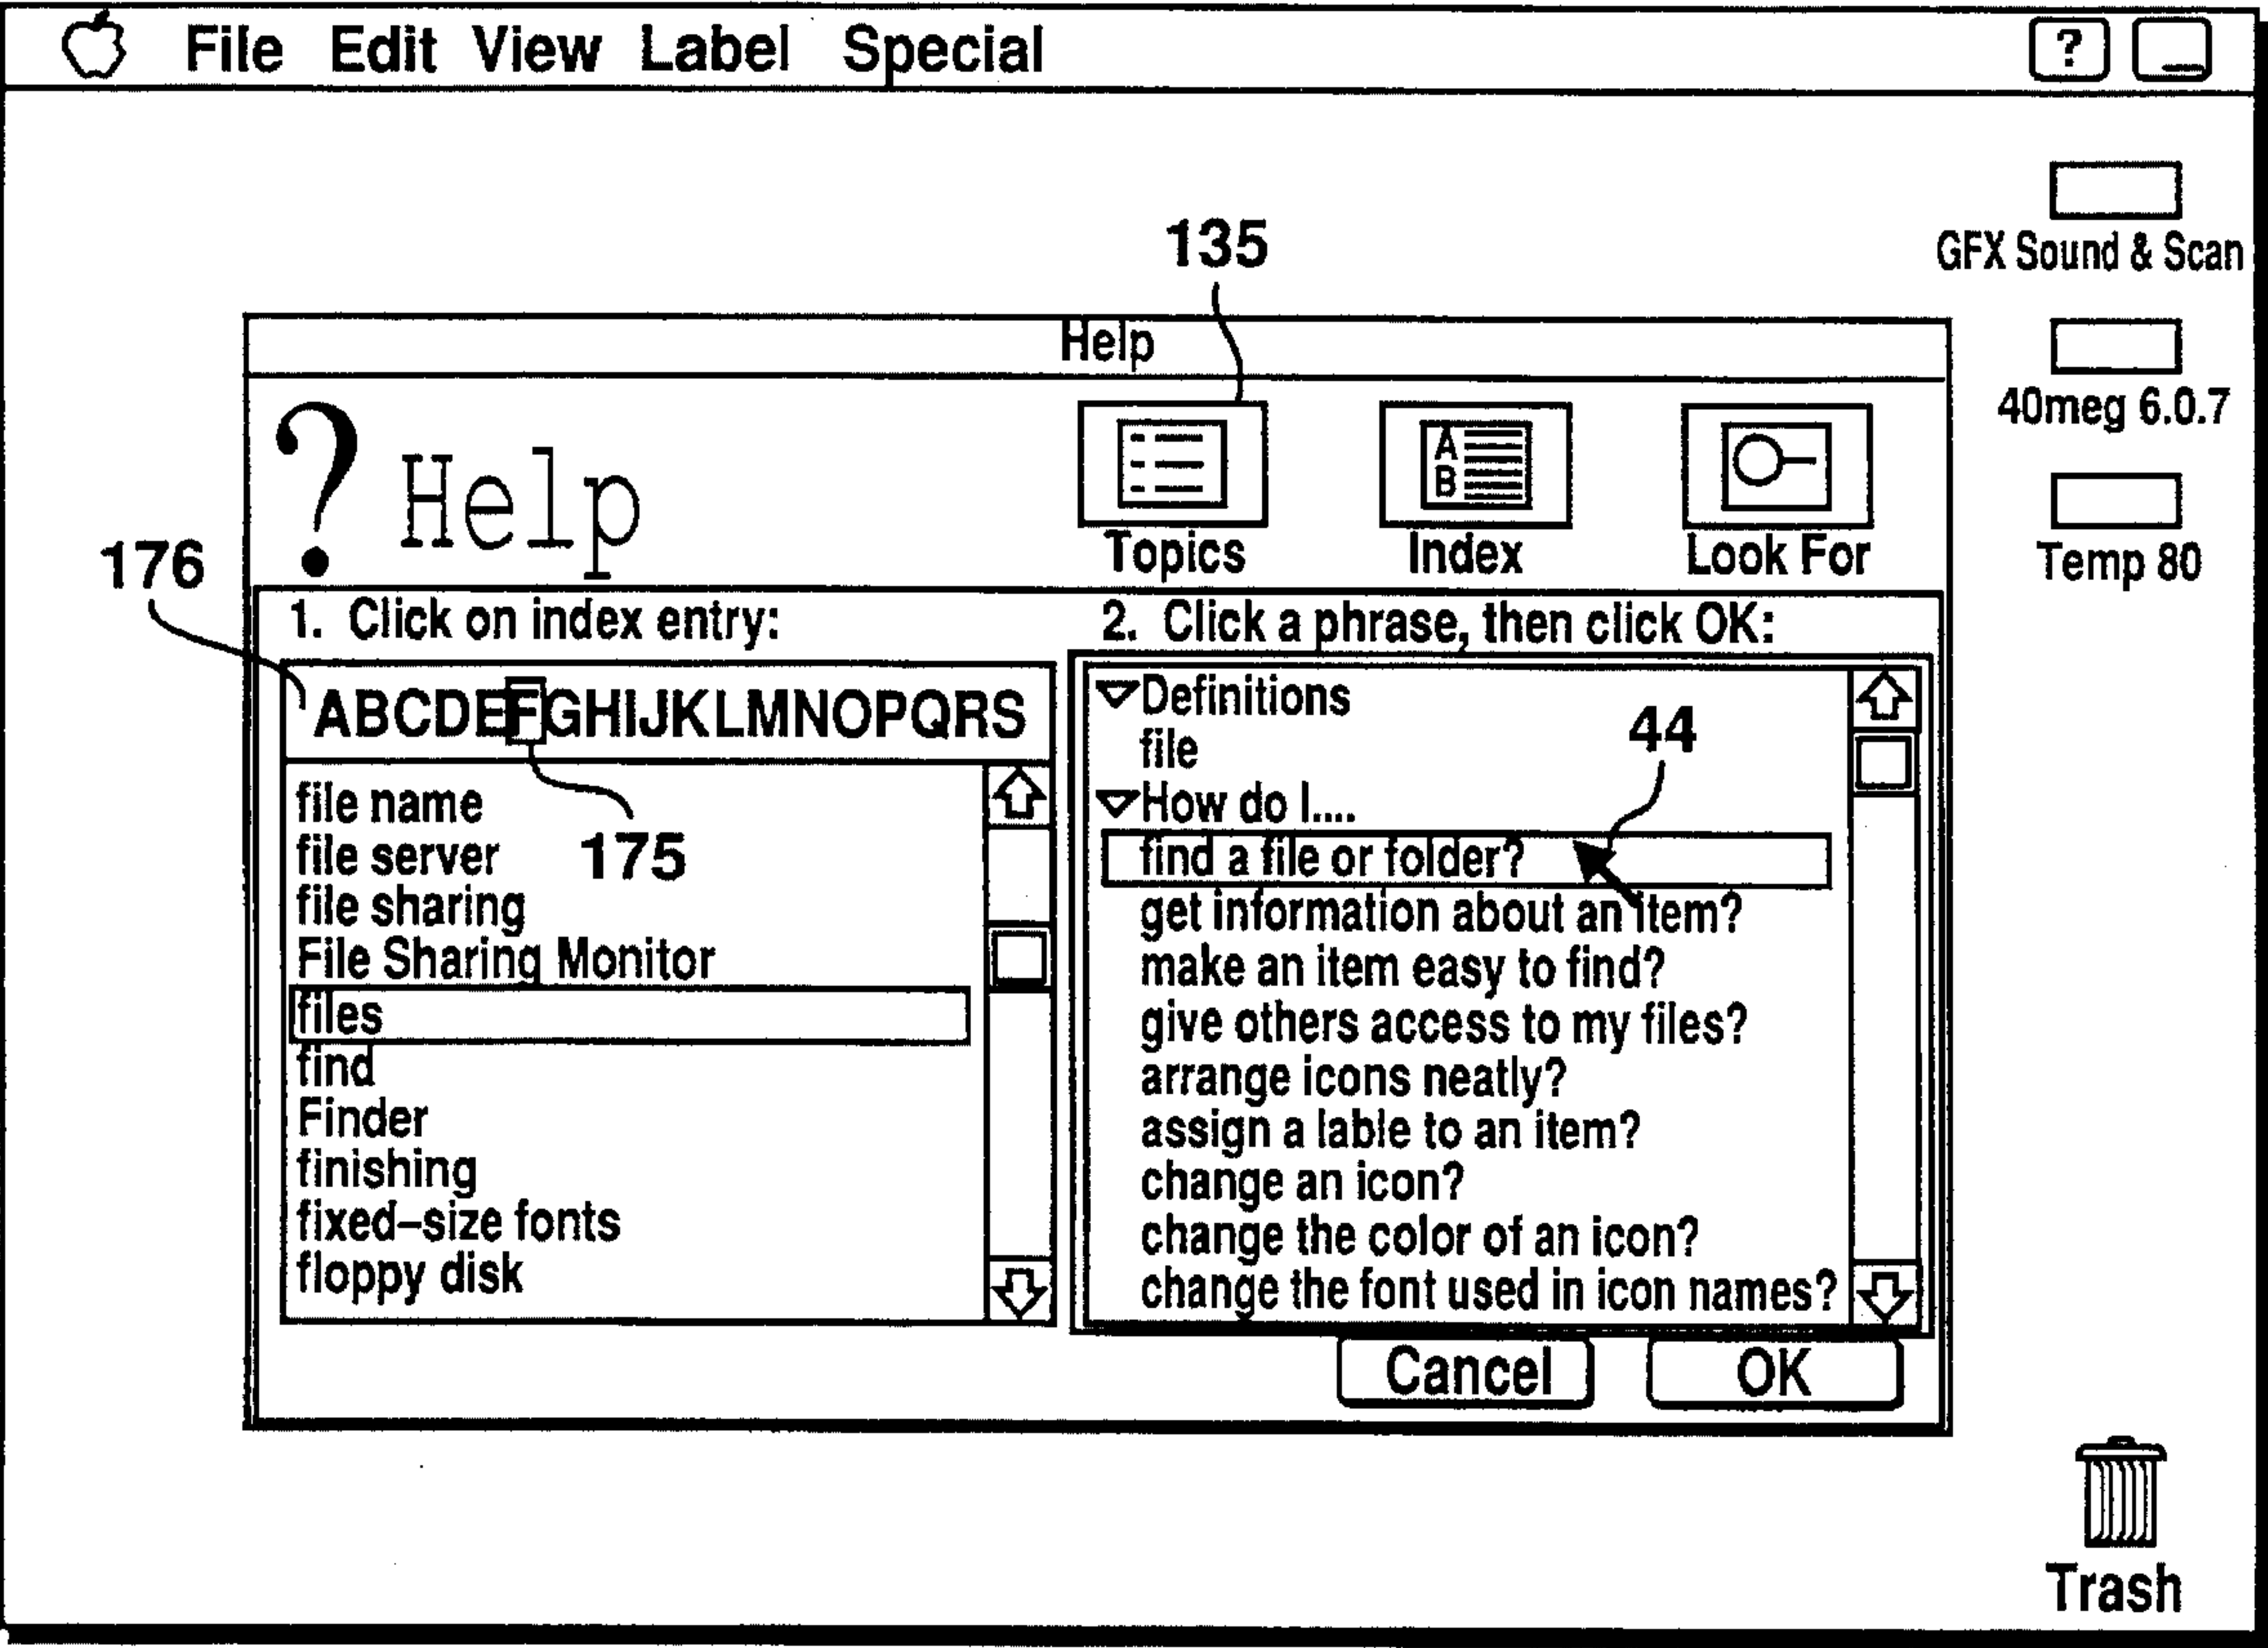 File Edit View Label Special ?
GFX Sound & Scan
40meg 6.0.7
Temp 80
135
Help
? Help
A
B
Topics Index Look For
176
1. Click on index entry:
ABCDEFGHIJKLMNOPQRS
175
file name
file server
file sharing
File Sharing Monitor
files
find
Finder
finishing
fixed–size fonts
floppy disk
2. Click a phrase, then click OK:
Definitions
file
44
How do I....
find a file or folder?
get information about an item?
make an item easy to find?
give others access to my files?
arrange icons neatly?
assign a lable to an item?
change an icon?
change the color of an icon?
change the font used in icon names?
Cancel OK
Trash